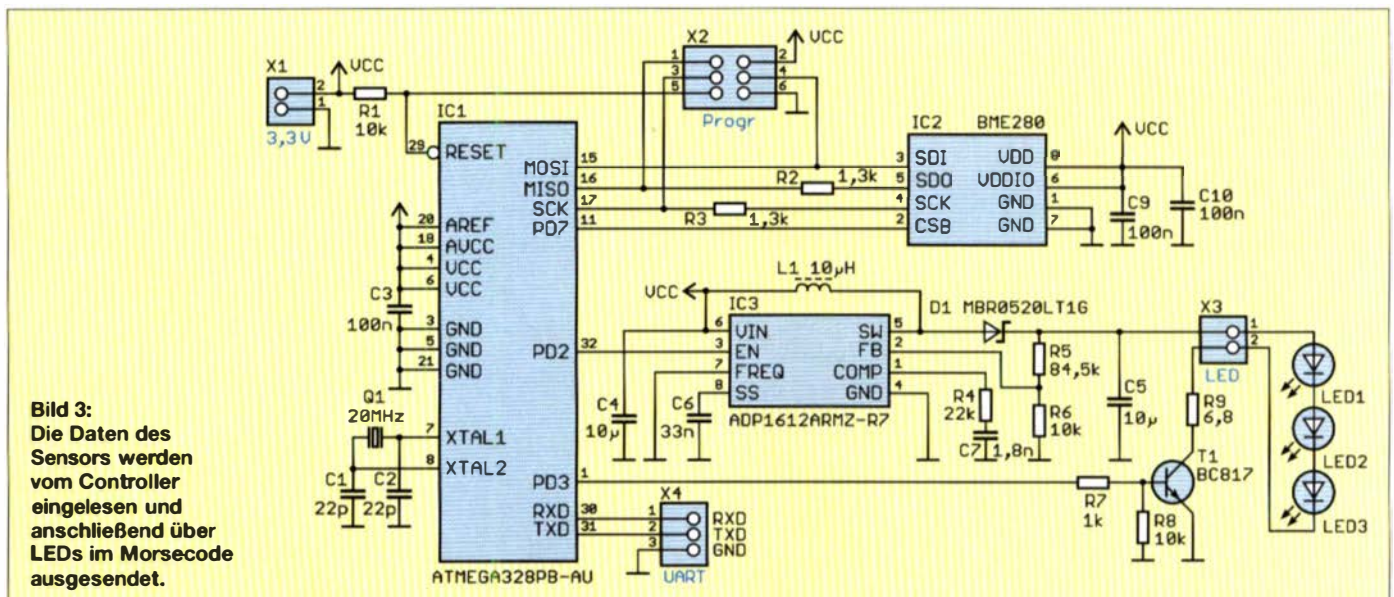 X1
2
1
3,3V
VCC
R1
10k
X2
1
3
5
2
4
6
VCC
Progr
IC1
29
RESET
MOSI
15
MISO
16
SCK
17
PD7
11
20
AREF
18
AVCC
4
VCC
6
VCC
C3
100n
3
GND
5
GND
21
GND
PD2
32
Q1
20MHz
7
XTAL1
8
XTAL2
C1
22p
C2
22p
PD3
1
RXD
30
TXD
31
ATMEGA328PB-AU
X4
1
RXD
2
TXD
3
GND
UART
R2
1,3k
R3
1,3k
IC2
BME280
3
SDI
5
SDO
4
SCK
2
CSB
VDD
8
VDDIO
6
GND
1
GND
7
VCC
C9
100n
C10
100n
VCC
L1 10µH
IC3
6
VIN
3
EN
7
FREQ
8
SS
SW
5
FB
2
COMP
1
GND
4
ADP1612ARMZ-R7
C4
10µ
C6
33n
R4
22k
C7
1,8n
D1 MBR0520LT1G
R5
84,5k
R6
10k
C5
10µ
X3
1
2
LED
R9
6,8
LED1
LED2
LED3
T1
BC817
R7
1k
R8
10k
Bild 3:
Die Daten des
Sensors werden
vom Controller
eingelesen und
anschließend über
LEDs im Morsecode
ausgesendet.